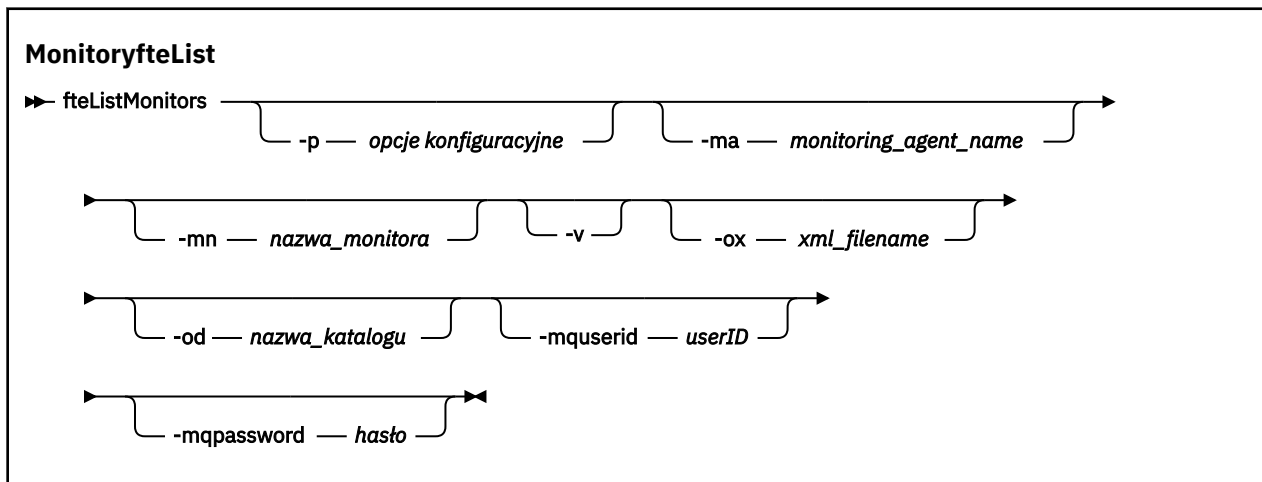 MonitoryfteList
fteListMonitors
-p opcje konfiguracyjne -ma monitoring_agent_name
-mn nazwa_monitora -v -ox xml_filename
-od nazwa_katalogu -mquserid userID
-mqpassword hasło